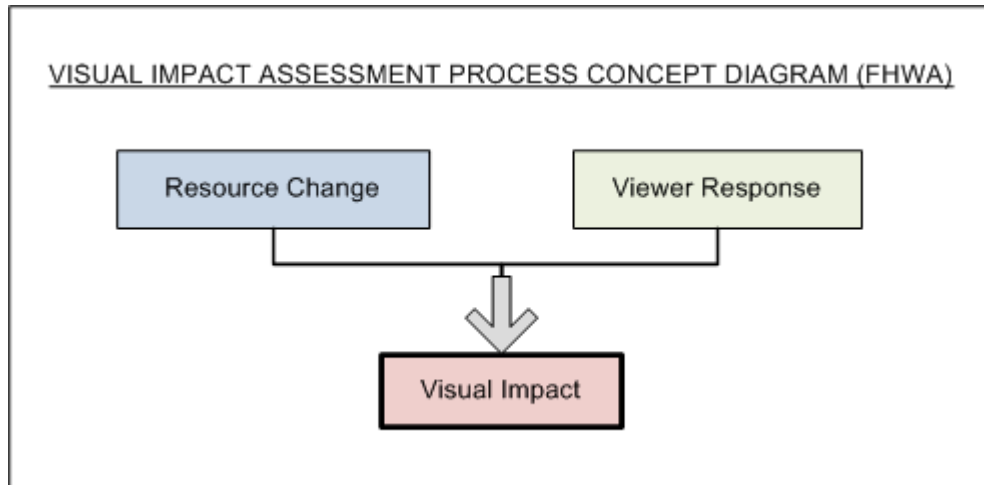 VISUAL IMPACT ASSESSMENT PROCESS CONCEPT DIAGRAM (FHWA)
Resource Change
Viewer Response
Visual Impact